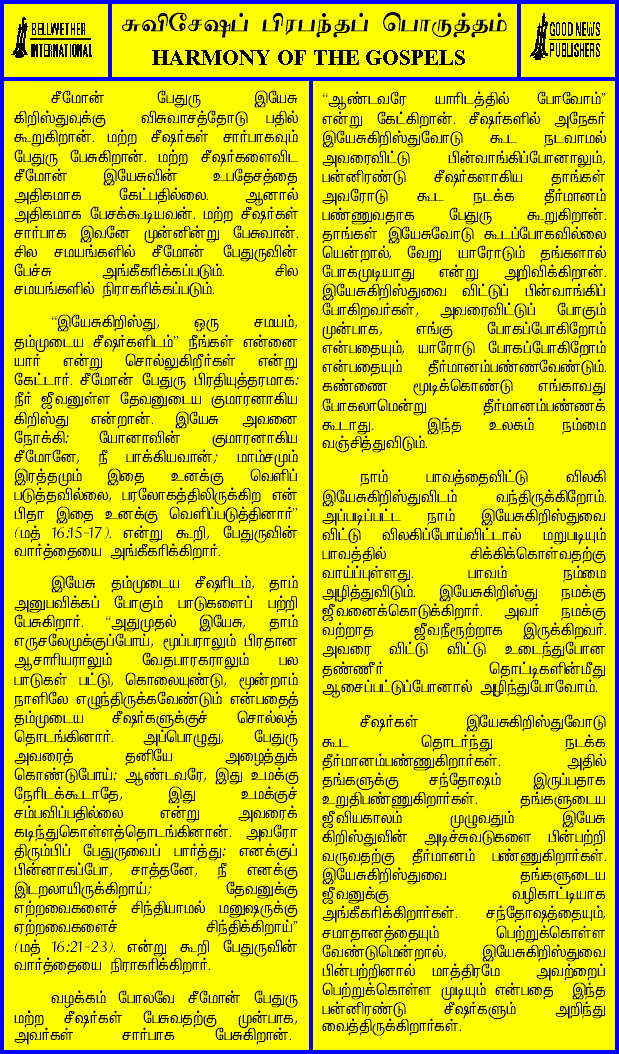 BELLWETHER
INTERNATIONAL
சுவிசேஷப் பிரபந்தப் பொருத்தம்
HARMONY OF THE GOSPELS
GOOD NEWS
PUBLISHERS
சீமோன் பேதுரு இயேசு
கிறிஸ்துவுக்கு விசுவாசத்தோடு பதில்
கூறுகிறான். மற்ற சீஷர்கள் சார்பாகவும்
பேதுரு பேசுகிறான். மற்ற சீஷர்களைவிட
சீமோன் இயேசுவின் உபதேசத்தை
அதிகமாக கேட்பதில்லை. ஆனால்
அதிகமாக பேசக்கூடியவன். மற்ற சீஷர்கள்
சார்பாக இவனே முன்னின்று பேசுவான்.
சில சமயங்களில் சீமோன் பேதுருவின்
பேச்சு அங்கீகரிக்கப்படும். சில
சமயங்களில் நிராகரிக்கப்படும்.
“இயேசுகிறிஸ்து, ஒரு சமயம்,
தம்முடைய சீஷர்களிடம்” நீங்கள் என்னை
யார் என்று சொல்லுகிறீர்கள் என்று
கேட்டார். சீமோன் பேதுரு பிரதியுத்தரமாக:
நீர் ஜீவனுள்ள தேவனுடைய குமாரனாகிய
கிறிஸ்து என்றான். இயேசு அவனை
நோக்கி: யோனாவின் குமாரனாகிய
சீமோனே, நீ பாக்கியவான்; மாம்சமும்
இரத்தமும் இதை உனக்கு வெளிப்
படுத்தவில்லை, பரலோகத்திலிருக்கிற என்
பிதா இதை உனக்கு வெளிப்படுத்தினார்”
(மத் 16:15-17). என்று கூறி, பேதுருவின்
வார்த்தையை அங்கீகரிக்கிறார்.
இயேசு தம்முடைய சீஷரிடம், தாம்
அனுபவிக்கப் போகும் பாடுகளைப் பற்றி
பேசுகிறார். “அதுமுதல் இயேசு, தாம்
எருசலேமுக்குப்போய், மூப்பராலும் பிரதான
ஆசாரியராலும் வேதபாரகராலும் பல
பாடுகள் பட்டு, கொலையுண்டு, மூன்றாம்
நாளிலே எழுந்திருக்கவேண்டும் என்பதைத்
தம்முடைய சீஷர்களுக்குச் சொல்லத்
தொடங்கினார். அப்பொழுது, பேதுரு
அவரைத் தனியே அழைத்துக்
கொண்டுபோய்: ஆண்டவரே, இது உமக்கு
நேரிடக்கூடாதே, இது உமக்குச்
சம்பவிப்பதில்லை என்று அவரைக்
கடிந்துகொள்ளத்தொடங்கினான். அவரோ
திரும்பிப் பேதுருவைப் பார்த்து: எனக்குப்
பின்னாகப்போ, சாத்தானே, நீ எனக்கு
இடறலாயிருக்கிறாய்; தேவனுக்கு
ஏற்றவைகளைச் சிந்தியாமல் மனுஷருக்கு
ஏற்றவைகளைச் சிந்திக்கிறாய்”
(மத் 16:21-23). என்று கூறி பேதுருவின்
வார்த்தையை நிராகரிக்கிறார்.
வழக்கம் போலவே சீமோன் பேதுரு
மற்ற சீஷர்கள் பேசுவதற்கு முன்பாக,
அவர்கள் சார்பாக பேசுகிறான்.
“ஆண்டவரே யாரிடத்தில் போவோம்”
என்று கேட்கிறான். சீஷர்களில் அநேகர்
இயேசுகிறிஸ்துவோடு கூட நடவாமல்
அவரைவிட்டு பின்வாங்கிப்போனாலும்,
பன்னிரண்டு சீஷர்களாகிய தாங்கள்
அவரோடு கூட நடக்க தீர்மானம்
பண்ணுவதாக பேதுரு கூறுகிறான்.
தாங்கள் இயேசுவோடு கூடப்போகவில்லை
யென்றால், வேறு யாரோடும் தங்களால்
போகமுடியாது என்று அறிவிக்கிறான்.
இயேசுகிறிஸ்துவை விட்டுப் பின்வாங்கிப்
போகிறவர்கள், அவரைவிட்டுப் போகும்
முன்பாக, எங்கு போகப்போகிறோம்
என்பதையும், யாரோடு போகப்போகிறோம்
என்பதையும் தீர்மானம்பண்ணவேண்டும்.
கண்ணை மூடிக்கொண்டு எங்காவது
போகலாமென்று தீர்மானம்பண்ணக்
கூடாது. இந்த உலகம் நம்மை
வஞ்சித்துவிடும்.
நாம் பாவத்தைவிட்டு விலகி
இயேசுகிறிஸ்துவிடம் வந்திருக்கிறோம்.
அப்படிப்பட்ட நாம் இயேசுகிறிஸ்துவை
விட்டு விலகிப்போய்விட்டால் மறுபடியும்
பாவத்தில் சிக்கிக்கொள்வதற்கு
வாய்ப்புள்ளது. பாவம் நம்மை
அழித்துவிடும். இயேசுகிறிஸ்து நமக்கு
ஜீவனைக்கொடுக்கிறார். அவர் நமக்கு
வற்றாத ஜீவநீரூற்றாக இருக்கிறவர்.
அவரை விட்டு விட்டு உடைந்துபோன
தண்ணீர் தொட்டிகளின்மீது
ஆசைப்பட்டுப்போனால் அழிந்துபோவோம்.
சீஷர்கள் இயேசுகிறிஸ்துவோடு
கூட தொடர்ந்து நடக்க
தீர்மானம்பண்ணுகிறார்கள். அதில்
தங்களுக்கு சந்தோஷம் இருப்பதாக
உறுதிபண்ணுகிறார்கள். தங்களுடைய
ஜீவியகாலம் முழுவதும் இயேசு
கிறிஸ்துவின் அடிச்சுவடுகளை பின்பற்றி
வருவதற்கு தீர்மானம் பண்ணுகிறார்கள்.
இயேசுகிறிஸ்துவை தங்களுடைய
ஜீவனுக்கு வழிகாட்டியாக
அங்கீகரிக்கிறார்கள். சந்தோஷத்தையும்,
சமாதானத்தையும் பெற்றுக்கொள்ள
வேண்டுமென்றால், இயேசுகிறிஸ்துவை
பின்பற்றினால் மாத்திரமே அவற்றைப்
பெற்றுக்கொள்ள முடியும் என்பதை இந்த
பன்னிரண்டு சீஷர்களும் அறிந்து
வைத்திருக்கிறார்கள்.